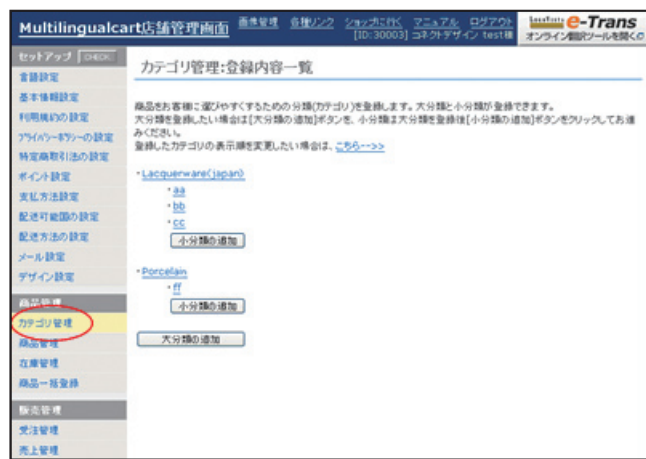 Multilingualcart店舗管理画面
画像管理 各種リンク ショップに行く マニュアル ログアウト
[ID:30003] コネクトデザイン test様
e-Trans
オンライン翻訳ツールを開く
セットアップ CHECK!
言語設定
基本情報設定
利用規約の設定
プライバシーポリシーの設定
特定商取引法の設定
ポイント設定
支払方法設定
配送可能国の設定
配送方法の設定
メール設定
デザイン設定
商品管理
カテゴリ管理
商品管理
在庫管理
商品一括登録
販売管理
受注管理
売上管理
カテゴリ管理:登録内容一覧
商品をお客様に選びやすくするための分類(カテゴリ)を登録します。大分類と小分類が登録できます。
大分類を登録したい場合は[大分類の追加]ボタンを、小分類は大分類を登録後[小分類の追加]ボタンをクリックしてお進
みください。
登録したカテゴリの表示順を変更したい場合は、こちら-->>
・Lacquerware(japan)
・aa
・bb
・cc
小分類の追加
・Porcelain
・ff
小分類の追加
大分類の追加